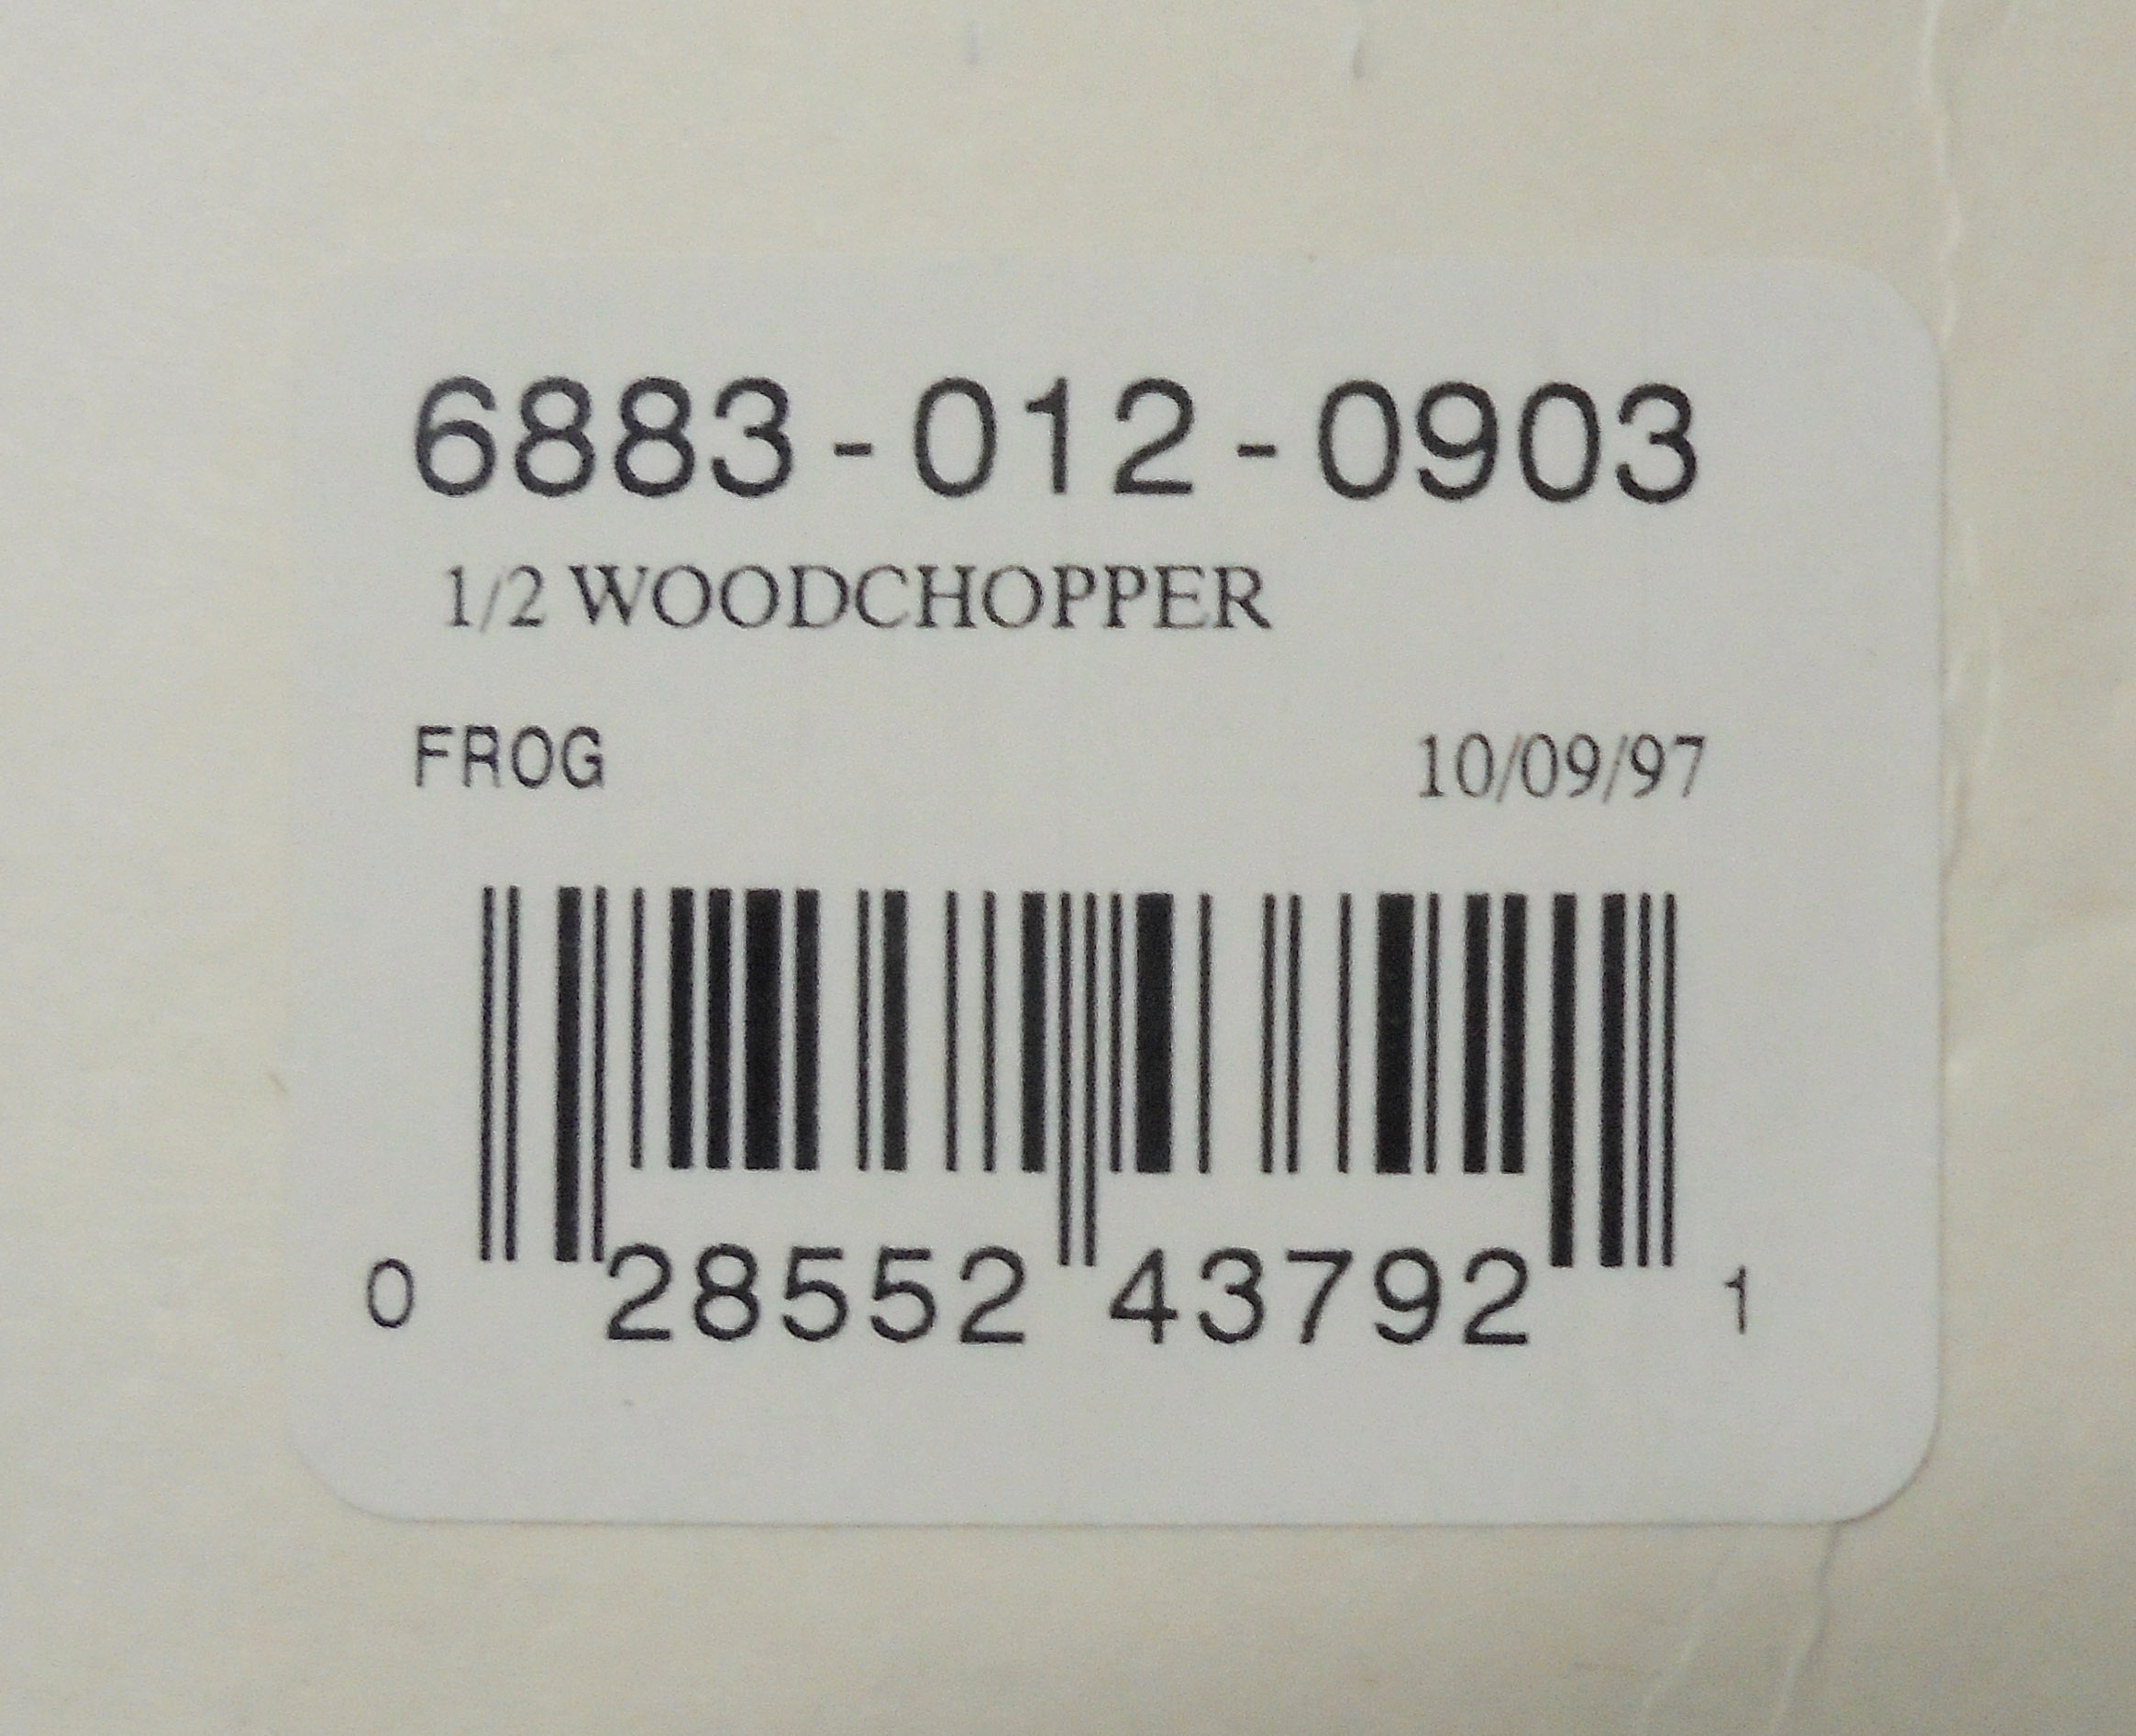 6883-012-0903
1/2 WOODCHOPPER
FROG 10/09/97
0 28552 43792 1